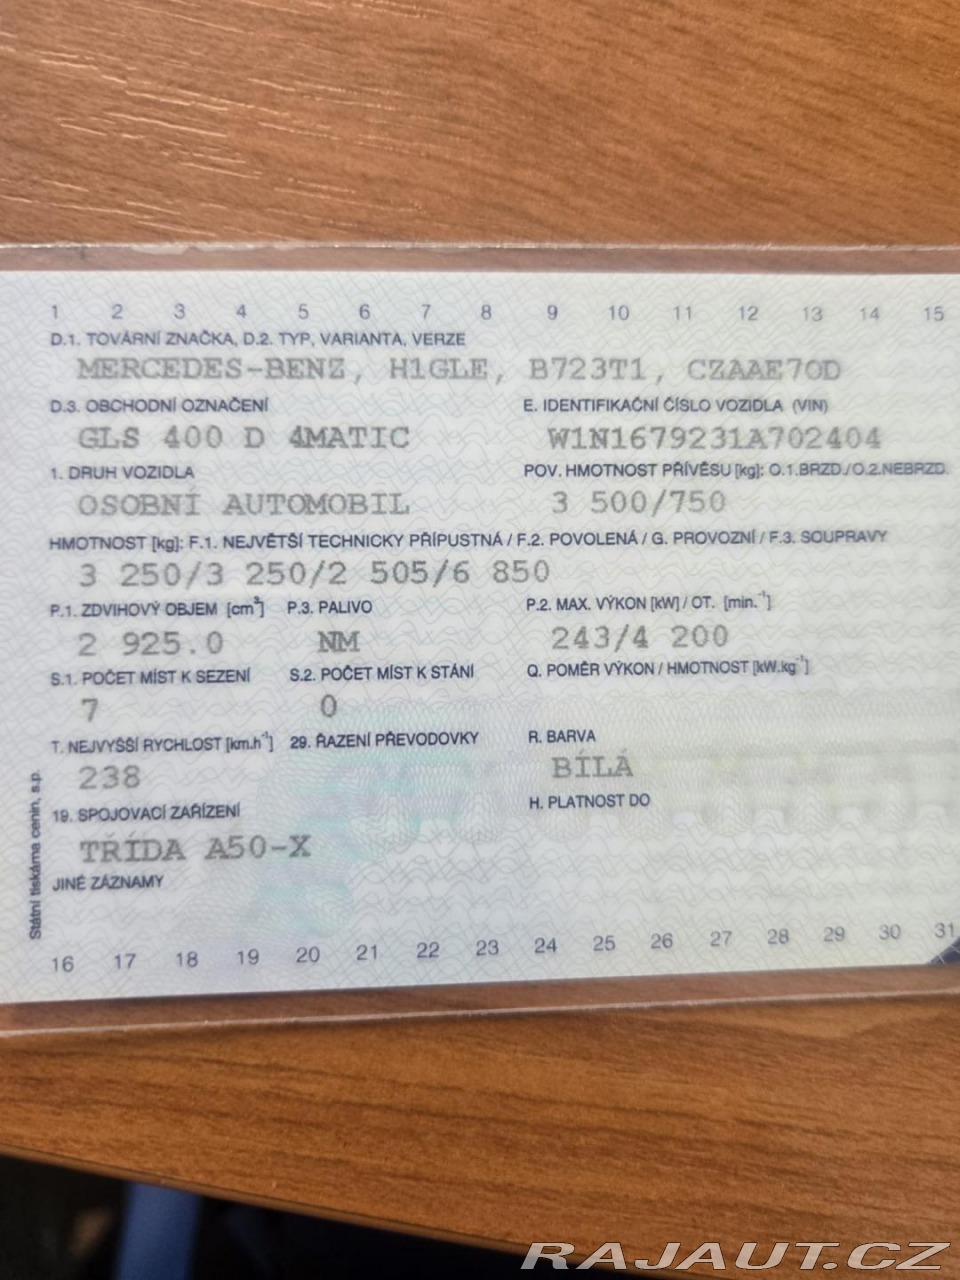 1 2 3 4 5 6 7 8 9 10 11 12 13 14 15
D.1. TOVÁRNÍ ZNAČKA, D.2. TYP, VARIANTA, VERZE
MERCEDES-BENZ, H1GLE, B723T1, CZAAE70D
D.3. OBCHODNÍ OZNAČENÍ E. IDENTIFIKAČNÍ ČÍSLO VOZIDLA (VIN)
GLS 400 D 4MATIC W1N1679231A702404
1. DRUH VOZIDLA POV. HMOTNOST PŘÍVĚSU [kg]: O.1.BRZD./O.2.NEBRZD.
OSOBNÍ AUTOMOBIL 3 500/750
HMOTNOST [kg]: F.1. NEJVĚTŠÍ TECHNICKY PŘÍPUSTNÁ / F.2. POVOLENÁ / G. PROVOZNÍ / F.3. SOUPRAVY
3 250/3 250/2 505/6 850
P.1. ZDVIHOVÝ OBJEM [cm³] P.3. PALIVO P.2. MAX. VÝKON [kW] / OT. [min.⁻¹]
2 925.0 NM 243/4 200
S.1. POČET MÍST K SEZENÍ S.2. POČET MÍST K STÁNÍ Q. POMĚR VÝKON / HMOTNOST [kW.kg⁻¹]
7 0
T. NEJVYŠŠÍ RYCHLOST [km.h⁻¹] 29. ŘAZENÍ PŘEVODOVKY R. BARVA
238 BÍLÁ
19. SPOJOVACÍ ZAŘÍZENÍ H. PLATNOST DO
TŘÍDA A50-X
JINÉ ZÁZNAMY
Státní tiskárna cenin, s.p.
16 17 18 19 20 21 22 23 24 25 26 27 28 29 30 31
RAJAUT.CZ